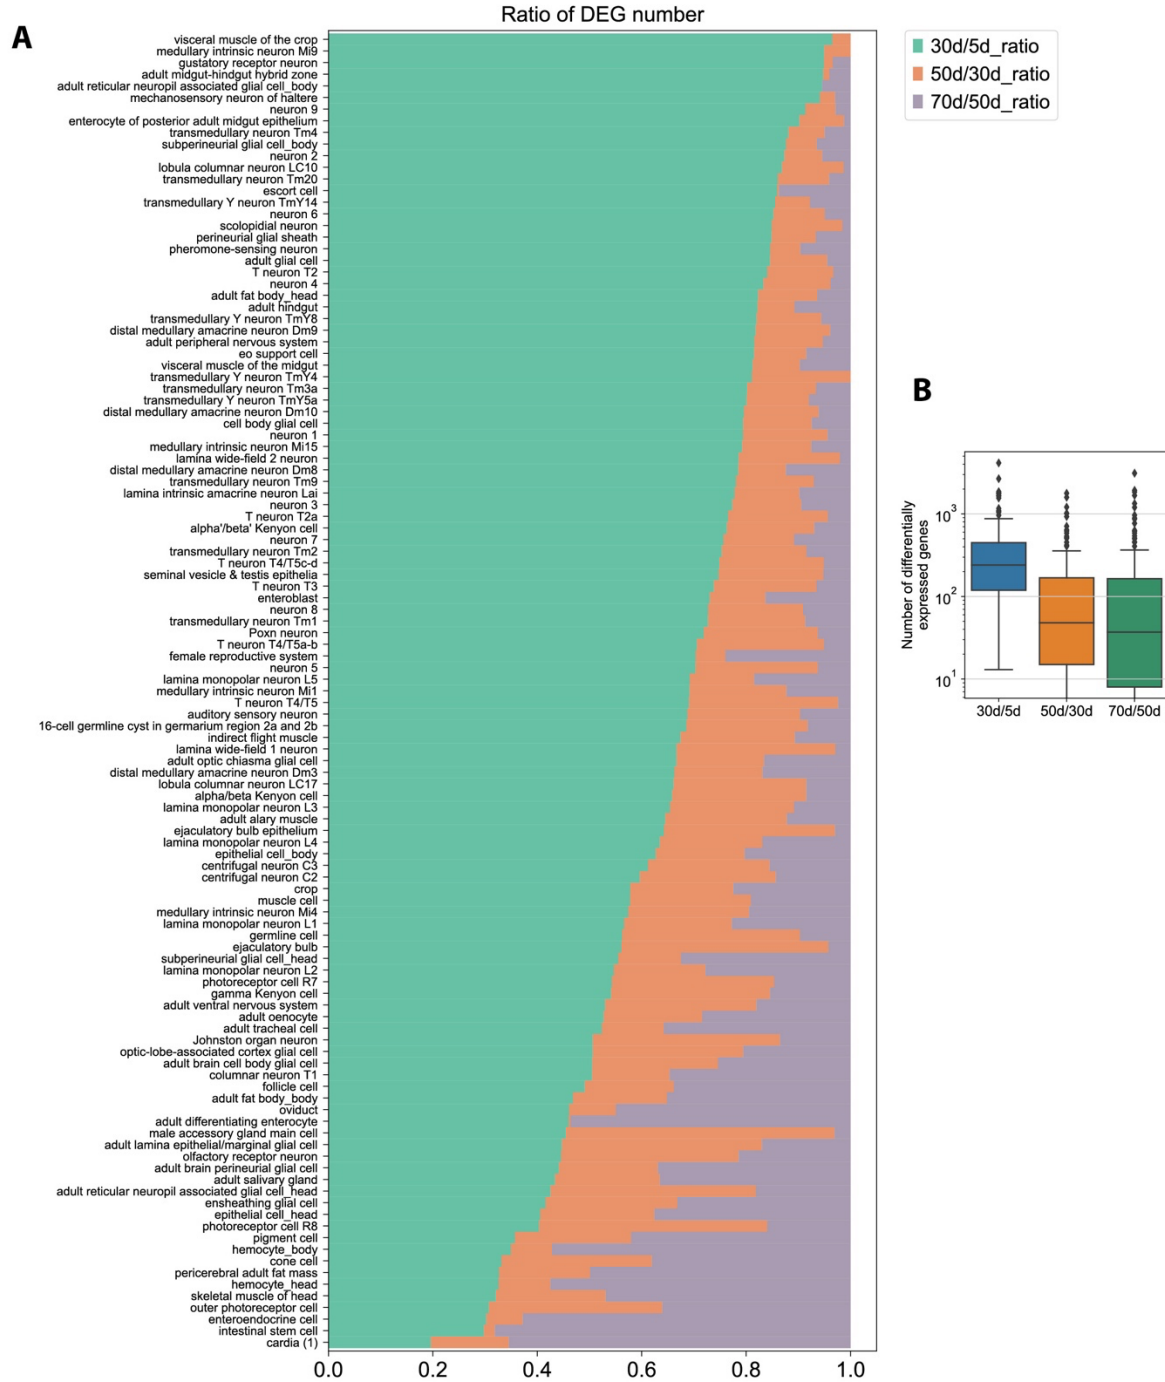 Ratio of DEG number
A
visceral muscle of the crop
medullary intrinsic neuron Mi9
gustatory receptor neuron
adult midgut-hindgut hybrid zone
adult reticular neuropil associated glial cell_body
mechanosensory neuron of haltere
neuron 9
enterocyte of posterior adult midgut epithelium
transmedullary neuron Tm4
subperineurial glial cell_body
neuron 2
lobula columnar neuron LC10
transmedullary neuron Tm20
escort cell
transmedullary Y neuron TmY14
neuron 6
scolopidial neuron
perineurial glial sheath
pheromone-sensing neuron
adult glial cell
T neuron T2
neuron 4
adult fat body_head
adult hindgut
transmedullary Y neuron TmY8
distal medullary amacrine neuron Dm9
adult peripheral nervous system
eo support cell
visceral muscle of the midgut
transmedullary Y neuron TmY4
transmedullary neuron Tm3a
transmedullary Y neuron TmY5a
distal medullary amacrine neuron Dm10
cell body glial cell
neuron 1
medullary intrinsic neuron Mi15
lamina wide-field 2 neuron
distal medullary amacrine neuron Dm8
transmedullary neuron Tm9
lamina intrinsic amacrine neuron Lai
neuron 3
T neuron T2a
alpha'/beta' Kenyon cell
neuron 7
transmedullary neuron Tm2
T neuron T4/T5c-d
seminal vesicle & testis epithelia
T neuron T3
enteroblast
neuron 8
transmedullary neuron Tm1
Poxn neuron
T neuron T4/T5a-b
female reproductive system
neuron 5
lamina monopolar neuron L5
medullary intrinsic neuron Mi1
T neuron T4/T5
auditory sensory neuron
16-cell germline cyst in germarium region 2a and 2b
indirect flight muscle
lamina wide-field 1 neuron
adult optic chiasma glial cell
distal medullary amacrine neuron Dm3
lobula columnar neuron LC17
alpha/beta Kenyon cell
lamina monopolar neuron L3
adult alary muscle
ejaculatory bulb epithelium
lamina monopolar neuron L4
epithelial cell_body
centrifugal neuron C3
centrifugal neuron C2
crop
muscle cell
medullary intrinsic neuron Mi4
lamina monopolar neuron L1
germline cell
ejaculatory bulb
subperineurial glial cell_head
lamina monopolar neuron L2
photoreceptor cell R7
gamma Kenyon cell
adult ventral nervous system
adult oenocyte
adult tracheal cell
Johnston organ neuron
optic-lobe-associated cortex glial cell
adult brain cell body glial cell
columnar neuron T1
follicle cell
adult fat body_body
oviduct
adult differentiating enterocyte
male accessory gland main cell
adult lamina epithelial/marginal glial cell
olfactory receptor neuron
adult brain perineurial glial cell
adult salivary gland
adult reticular neuropil associated glial cell_head
ensheathing glial cell
epithelial cell_head
photoreceptor cell R8
pigment cell
hemocyte_body
cone cell
pericerebral adult fat mass
hemocyte_head
skeletal muscle of head
outer photoreceptor cell
enteroendocrine cell
intestinal stem cell
cardia (1)
0.0 0.2 0.4 0.6 0.8 1.0
30d/5d_ratio
50d/30d_ratio
70d/50d_ratio
B
Number of differentially
expressed genes
10³
10²
10¹
30d/5d 50d/30d 70d/50d